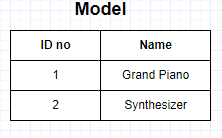 Model
ID no Name
1 Grand Piano
2 Synthesizer